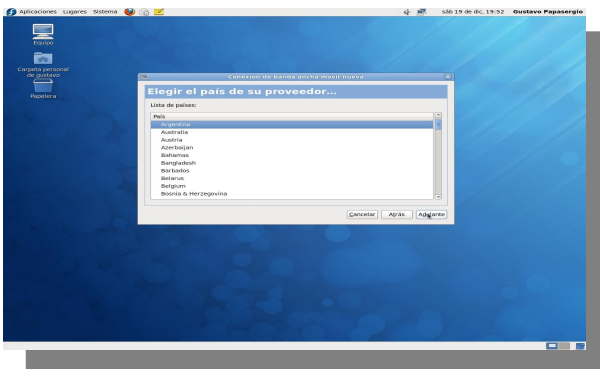 Aplicaciones Lugares Sistema sáb 19 de dic, 19:52 Gustavo Papasergio
Equipo
Carpeta personal
de gustavo
Papelera
Conexión de banda ancha móvil nueva
Elegir el país de su proveedor...
Lista de países:
País
Argentina
Australia
Austria
Azerbaijan
Bahamas
Bangladesh
Barbados
Belarus
Belgium
Bosnia & Herzegovina
Cancelar Atrás Adelante